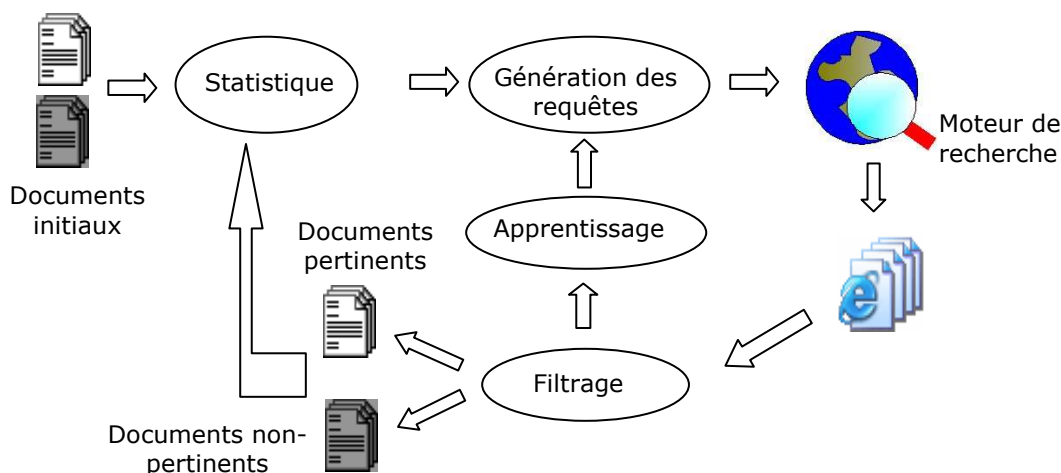 Statistique
Génération des
requêtes
Moteur de
recherche
Documents
initiaux
Apprentissage
Documents
pertinents
Filtrage
Documents non-
pertinents